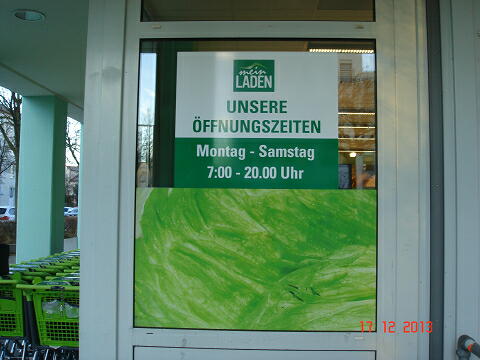 mein
LADEN
UNSERE
ÖFFNUNGSZEITEN
Montag - Samstag
7:00 - 20.00 Uhr
17 12 2013